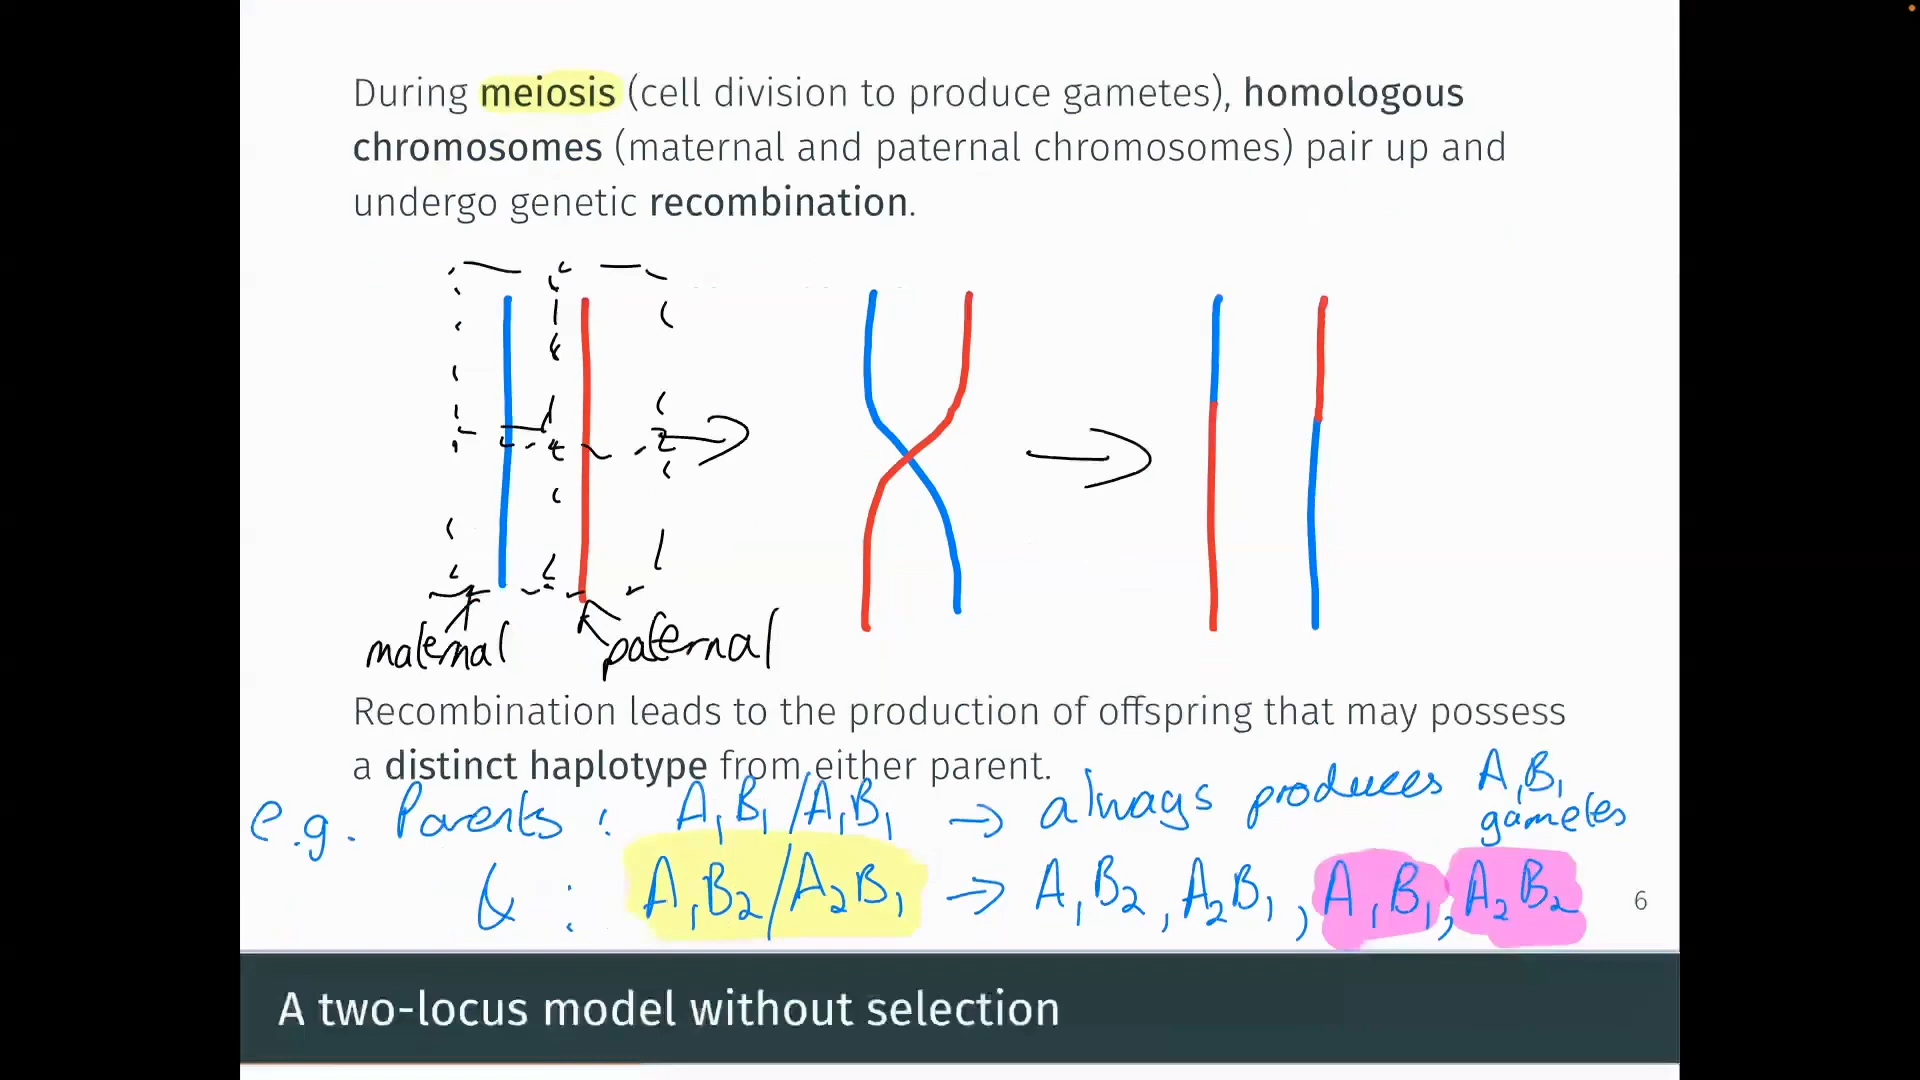 During meiosis (cell division to produce gametes), homologous
chromosomes (maternal and paternal chromosomes) pair up and
undergo genetic recombination.
maternal paternal
Recombination leads to the production of offspring that may possess
a distinct haplotype from either parent.
e.g. Parents : A₁B₁/A₁B₁ → always produces A₁B₁ gametes
& : A₁B₂/A₂B₁ → A₁B₂, A₂B₁, A₁B₁, A₂B₂
6
A two-locus model without selection